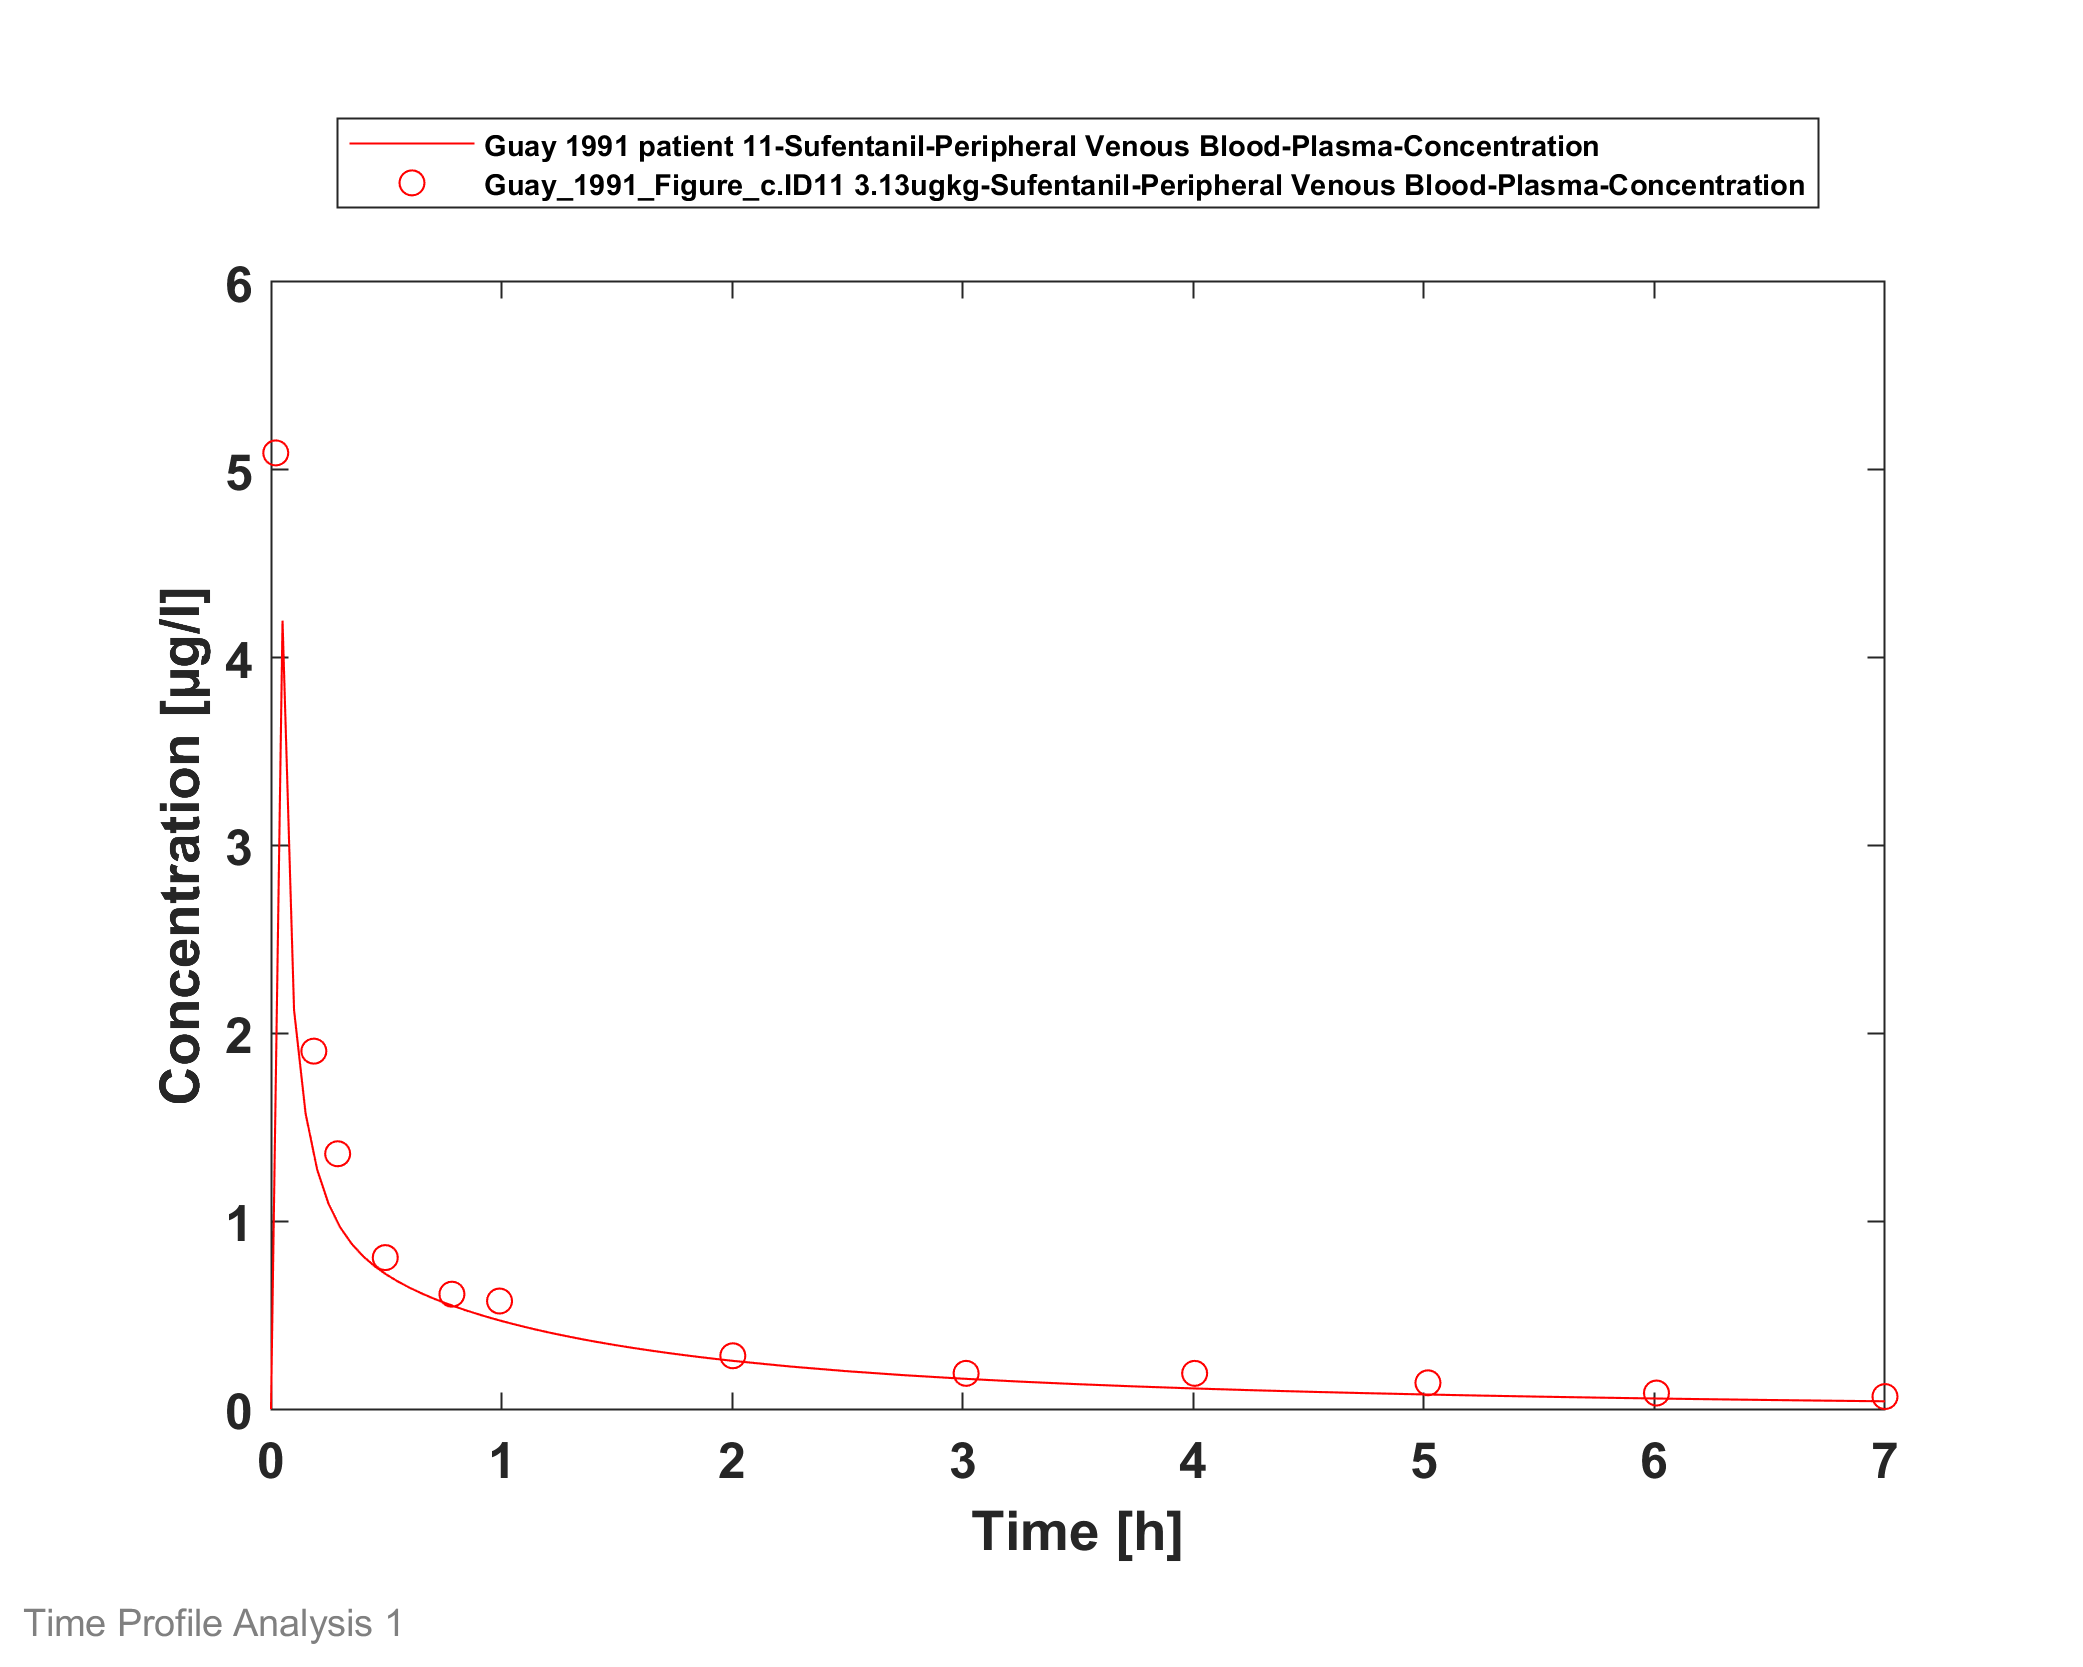 Guay 1991 patient 11-Sufentanil-Peripheral Venous Blood-Plasma-Concentration
Guay_1991_Figure_c.ID11 3.13ugkg-Sufentanil-Peripheral Venous Blood-Plasma-Concentration
6
5
4
3
2
1
0
Concentration [µg/l]
0 1 2 3 4 5 6 7
Time [h]
Time Profile Analysis 1